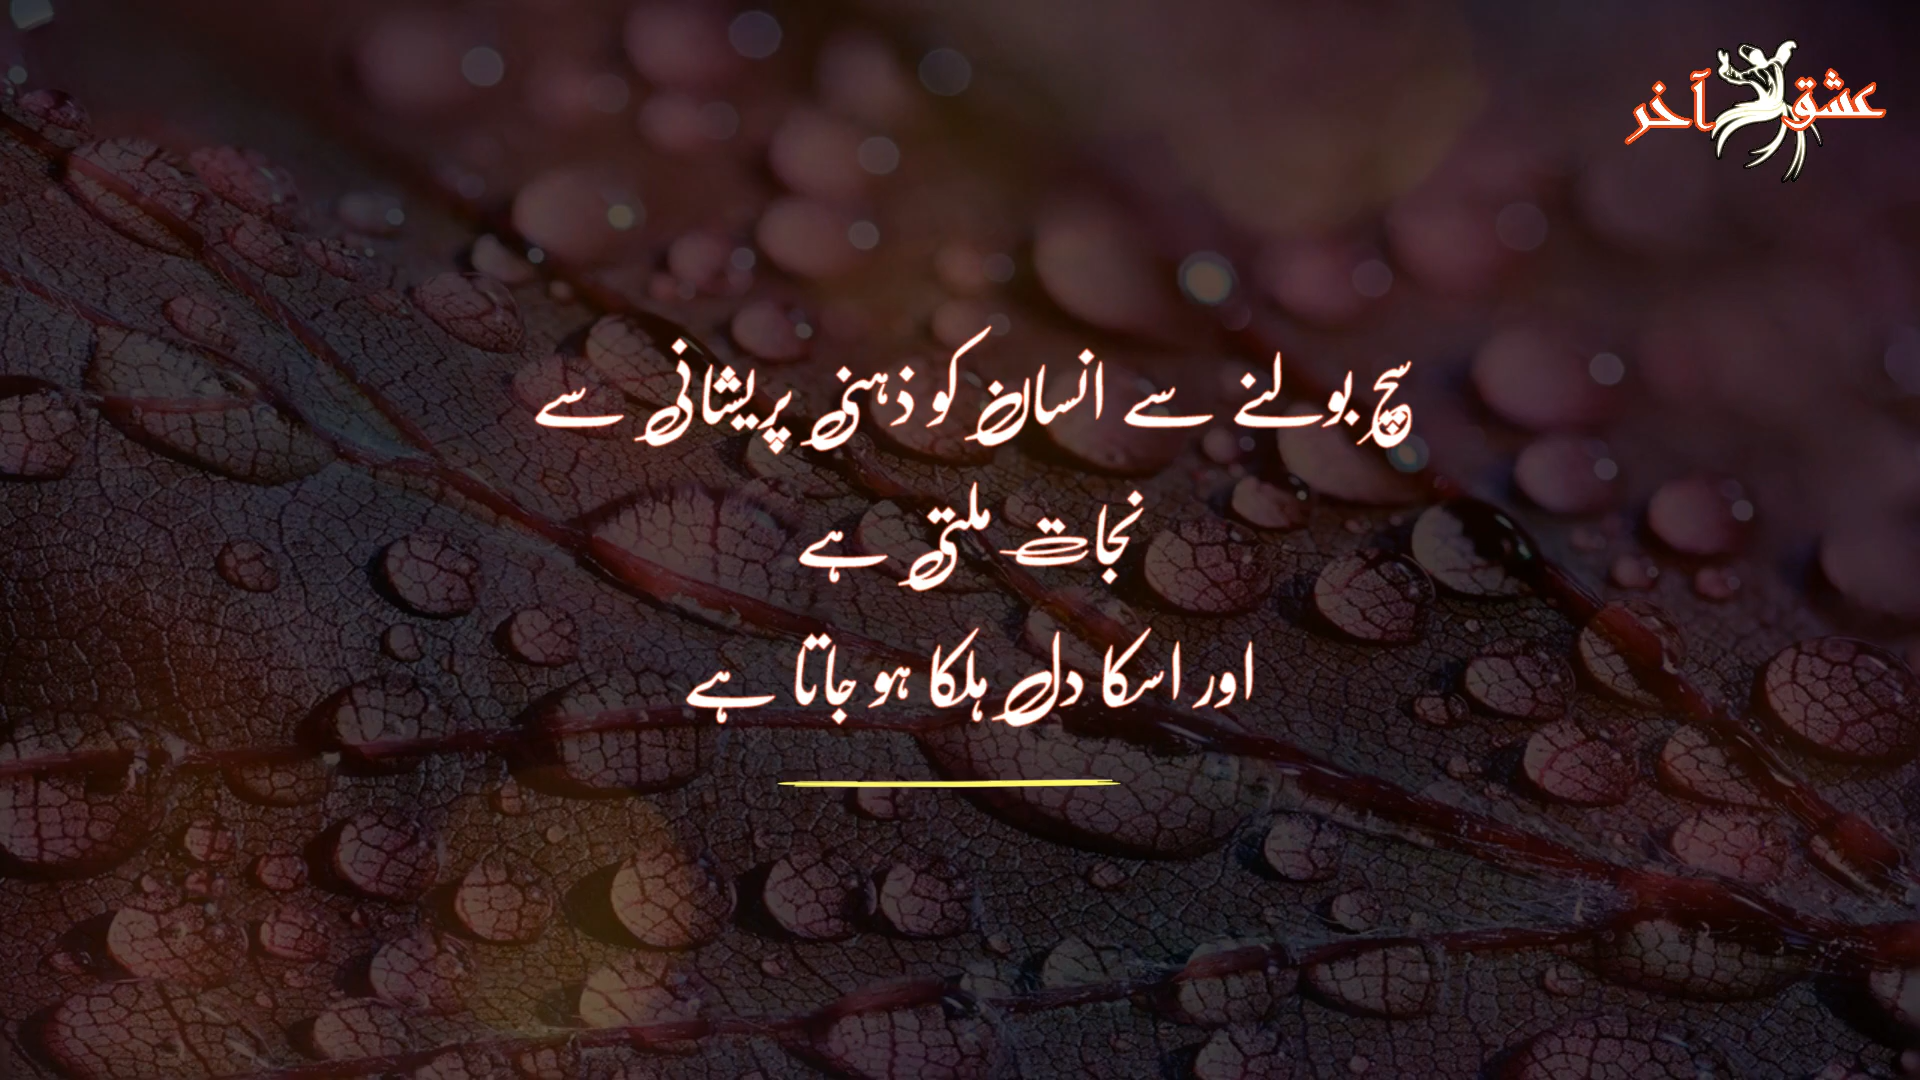 عشق آخر
سچ بولنے سے انسان کو ذہنی پریشانی سے
نجات ملتی ہے
اور اسکا دل ہلکا ہو جاتا ہے